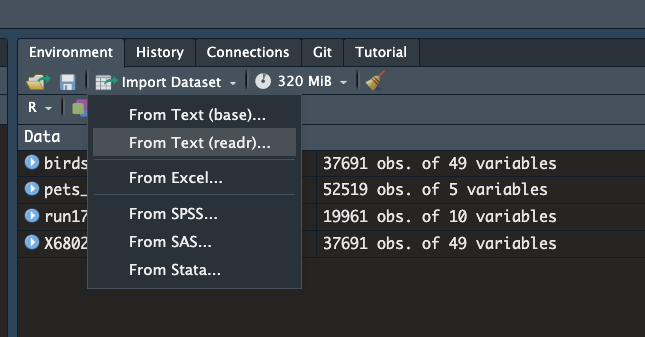 Environment History Connections Git Tutorial
Import Dataset 320 MiB
R
From Text (base)...
Data
From Text (readr)...
birds 37691 obs. of 49 variables
From Excel...
pets_ 52519 obs. of 5 variables
From SPSS...
run17 19961 obs. of 10 variables
From SAS...
X6802 37691 obs. of 49 variables
From Stata...